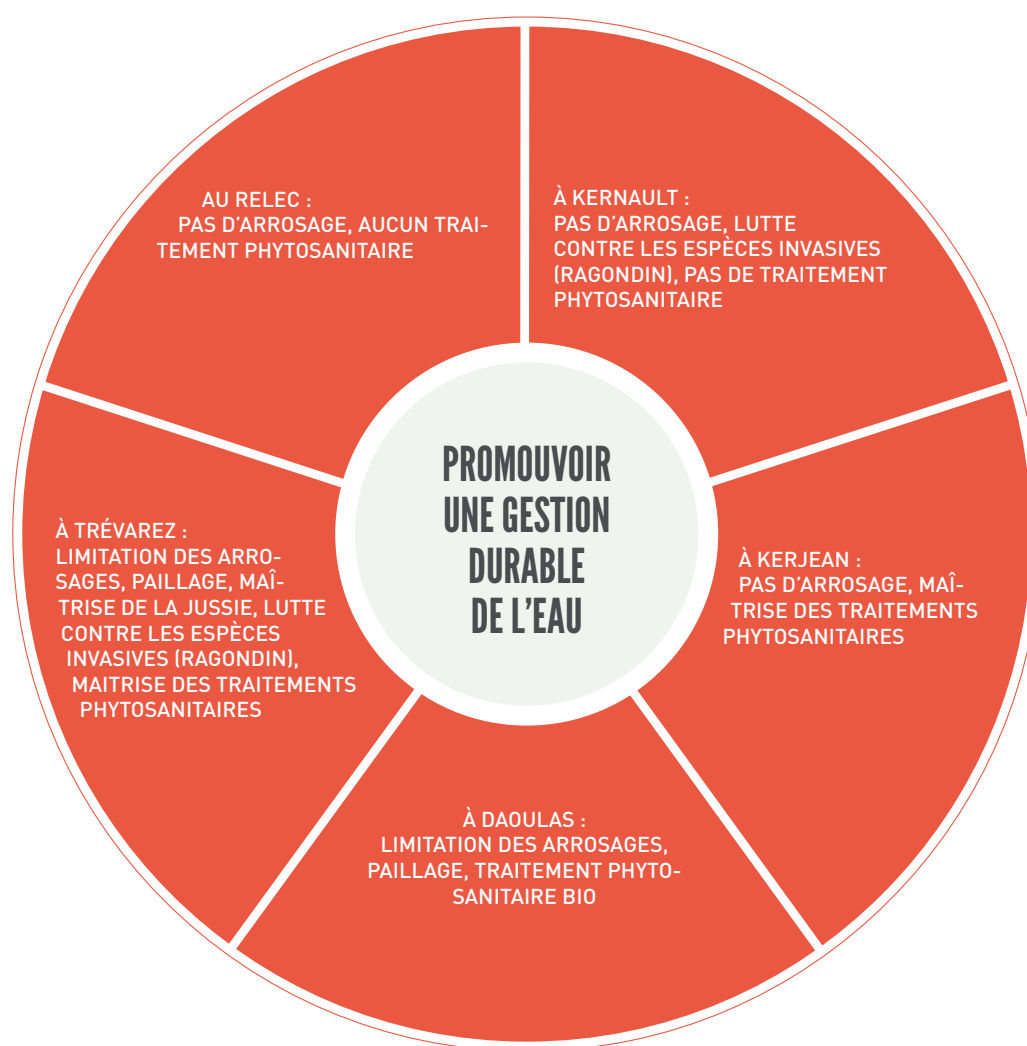 AU RELEC :
PAS D'ARROSAGE, AUCUN TRAI-
TEMENT PHYTOSANITAIRE
À KERNAULT :
PAS D'ARROSAGE, LUTTE
CONTRE LES ESPÈCES INVASIVES
(RAGONDIN), PAS DE TRAITEMENT
PHYTOSANITAIRE
PROMOUVOIR
UNE GESTION
DURABLE
DE L'EAU
À TRÉVAREZ :
LIMITATION DES ARRO-
SAGES, PAILLAGE, MAÎ-
TRISE DE LA JUSSIE, LUTTE
CONTRE LES ESPÈCES
INVASIVES (RAGONDIN),
MAITRISE DES TRAITEMENTS
PHYTOSANITAIRES
À KERJEAN :
PAS D'ARROSAGE, MAÎ-
TRISE DES TRAITEMENTS
PHYTOSANITAIRES
À DAOULAS :
LIMITATION DES ARROSAGES,
PAILLAGE, TRAITEMENT PHYTO-
SANITAIRE BIO